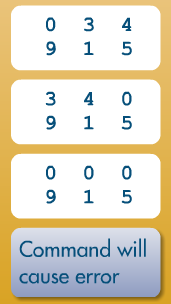 0 3 4
9 1 5
3 4 0
9 1 5
0 0 0
9 1 5
Command will
cause error